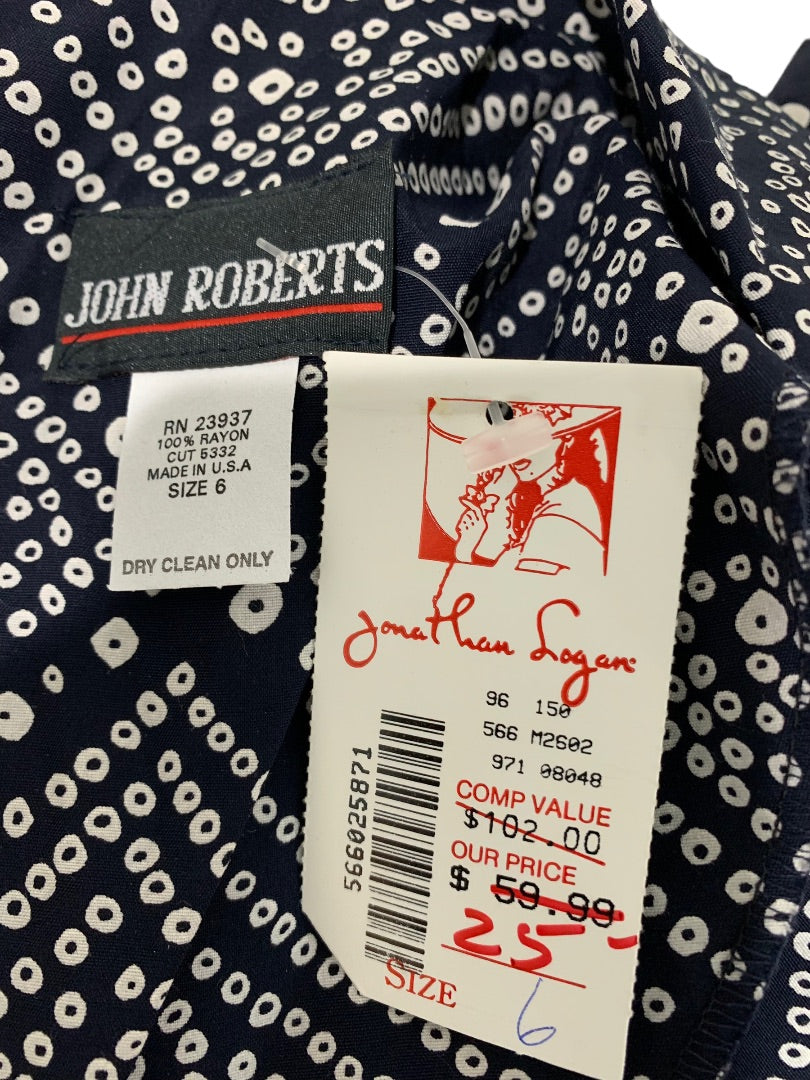 JOHN ROBERTS
RN 23937
100% RAYON
CUT 5332
MADE IN U.S.A
SIZE 6
DRY CLEAN ONLY
Jonathan Logan
96 150
566 M2602
971 08048
566025871
COMP VALUE
$102.00
OUR PRICE
$ 59.99
25-
SIZE
6